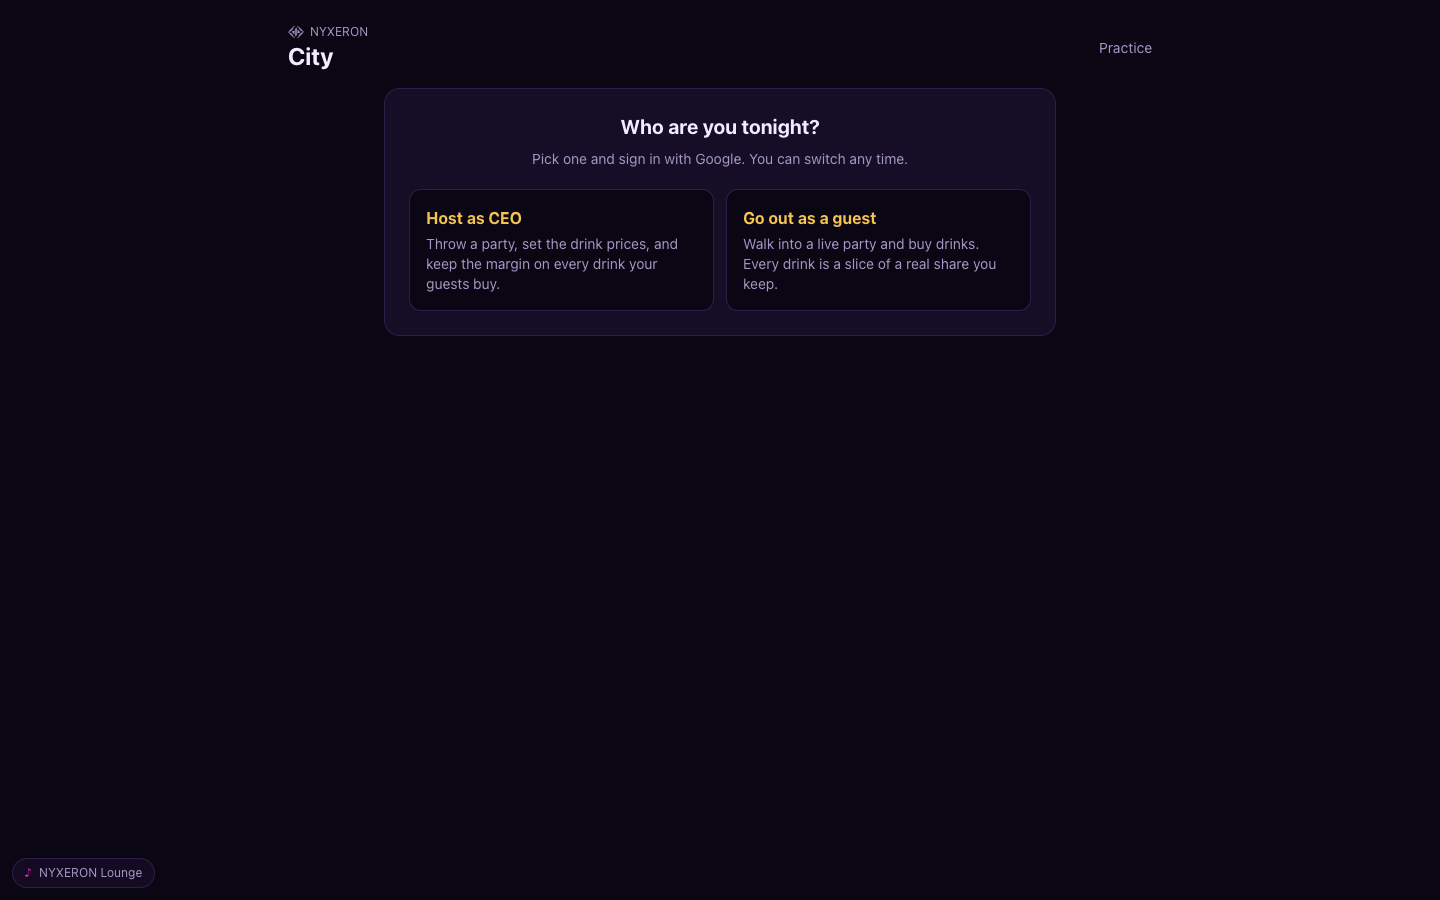 NYXERON
City
Practice
Who are you tonight?
Pick one and sign in with Google. You can switch any time.
Host as CEO
Throw a party, set the drink prices, and
keep the margin on every drink your
guests buy.
Go out as a guest
Walk into a live party and buy drinks.
Every drink is a slice of a real share you
keep.
♪ NYXERON Lounge